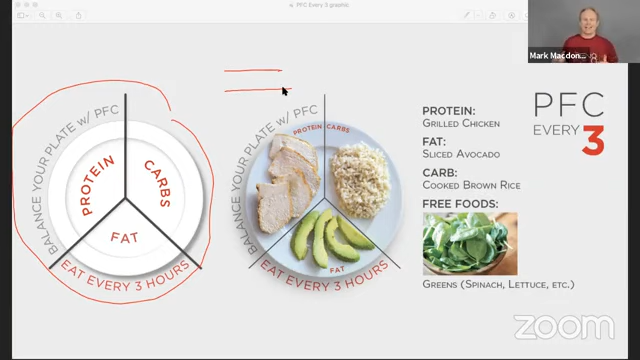 PFC Every 3 graphic
Mark Macdon...
BALANCE YOUR PLATE w/ PFC
PROTEIN
CARBS
FAT
EAT EVERY 3 HOURS
BALANCE YOUR PLATE w/ PFC
PROTEIN
CARBS
FAT
EAT EVERY 3 HOURS
PROTEIN:
GRILLED CHICKEN
FAT:
SLICED AVOCADO
CARB:
COOKED BROWN RICE
FREE FOODS:
GREENS (SPINACH, LETTUCE, ETC.)
PFC
EVERY 3
zoom